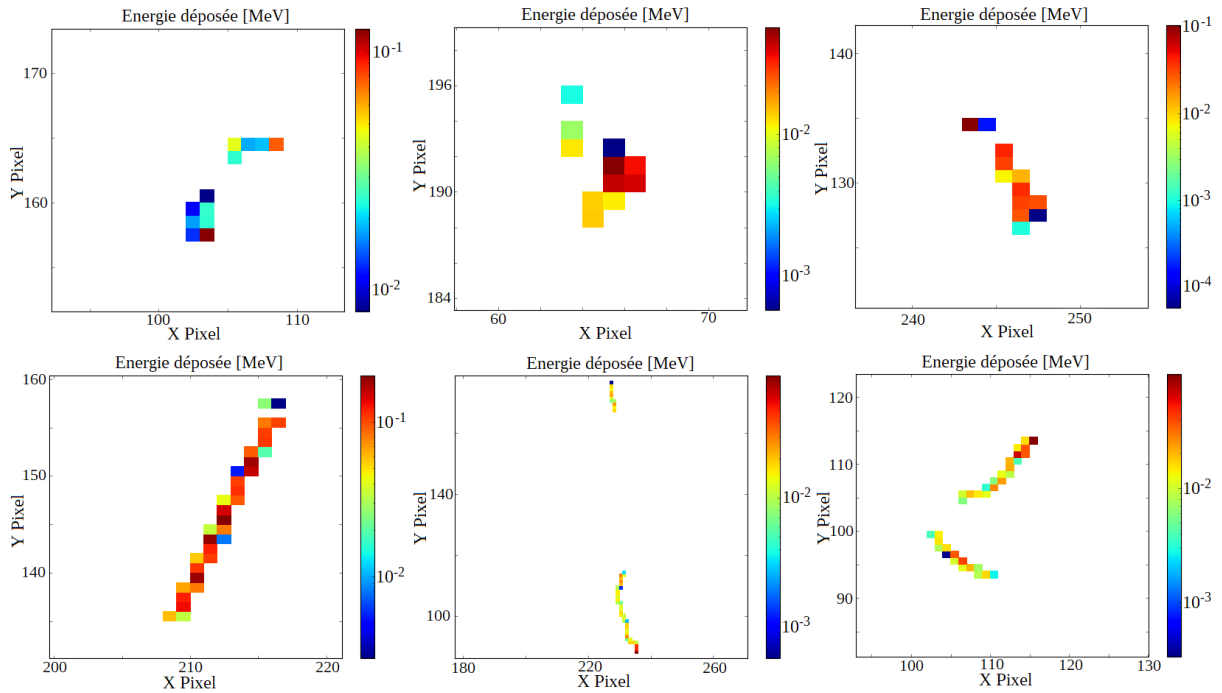 Energie déposée [MeV]
Energie déposée [MeV]
Energie déposée [MeV]
170
160
Y Pixel
100
110
X Pixel
10⁻¹
10⁻²
196
190
184
Y Pixel
60
70
X Pixel
10⁻²
10⁻³
140
130
Y Pixel
240
250
X Pixel
10⁻¹
10⁻²
10⁻³
10⁻⁴
Energie déposée [MeV]
Energie déposée [MeV]
Energie déposée [MeV]
160
150
140
Y Pixel
200
210
220
X Pixel
10⁻¹
10⁻²
140
100
Y Pixel
180
220
260
X Pixel
10⁻²
10⁻³
120
110
100
90
Y Pixel
100
110
120
130
X Pixel
10⁻²
10⁻³